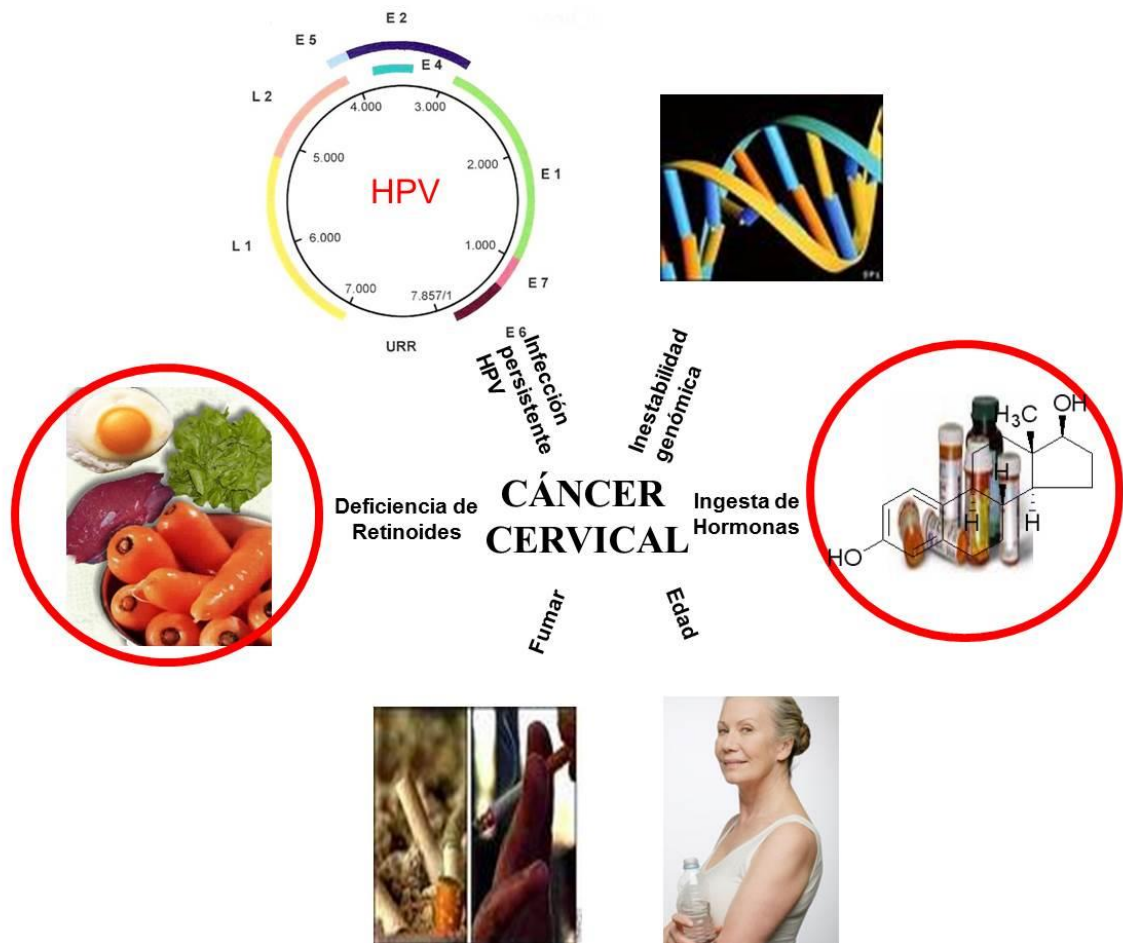 E 2
E 5
E 4
L 2
4.000
3.000
5.000
2.000
HPV
E 1
L 1
6.000
1.000
7.000
7.857/1
E 7
E 6
URR
Infección
persistente
HPV
Inestabilidad
genómica
Deficiencia de
Retinoides
CÁNCER
CERVICAL
Ingesta de
Hormonas
H₃C
OH
H
H
H
HO
Fumar
Edad